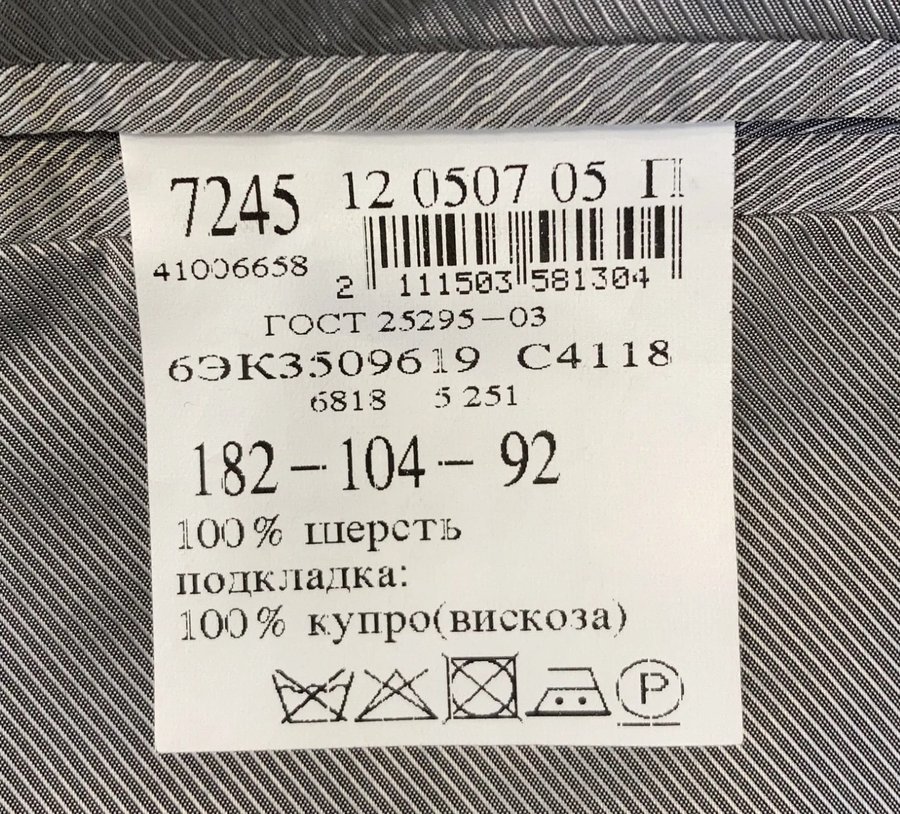 7245 12 0507 05 П
41006658
2 111503 581304
ГОСТ 25295-03
6ЭК3509619 С4118
6818 5 251
182-104-92
100% шерсть
подкладка:
100% купро(вискоза)
P